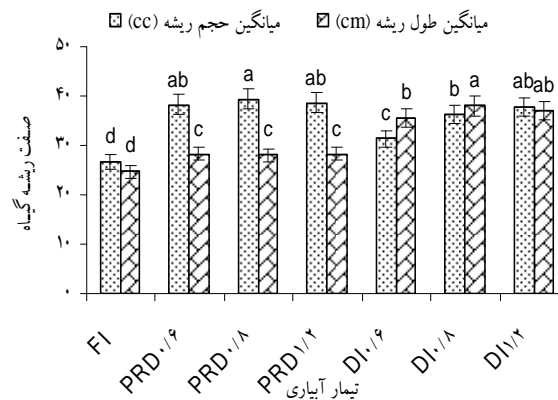 میانگین حجم ریشه (cc) میانگین طول ریشه (cm)
صفت ریشه گیاه
۵۰
۴۰
۳۰
۲۰
۱۰
۰
d d ab c a c ab c c b b a ab ab
FI PRD۰/۶ PRD۰/۸ PRD۱/۲ DI۰/۶ DI۰/۸ DI۱/۲
تیمار آبیاری